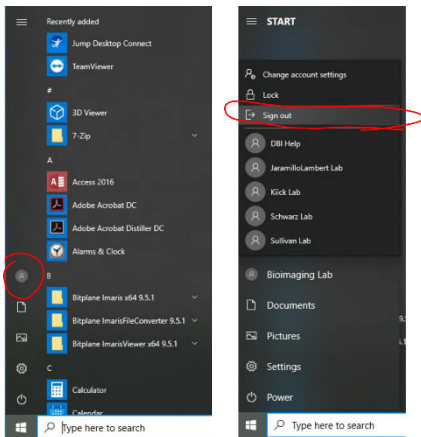 Recently added
Jump Desktop Connect
TeamViewer
#
3D Viewer
7-Zip
A
Access 2016
Adobe Acrobat DC
Adobe Acrobat Distiller DC
Alarms & Clock
B
Bitplane Imaris x64 9.5.1
Bitplane ImarisFileConverter 9.5.1
Bitplane ImarisViewer x64 9.5.1
C
Calculator
Calendar
Type here to search
START
Change account settings
Lock
Sign out
DBI Help
JaramilloLambert Lab
Kiick Lab
Schwarz Lab
Sullivan Lab
Bioimaging Lab
Documents
Pictures
Settings
Power
Type here to search